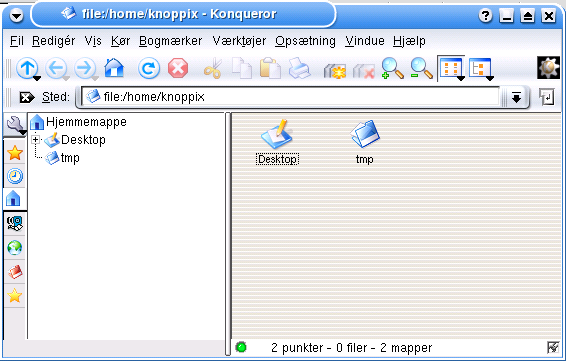 file:/home/knoppix - Konqueror
Fil Redigér Vis Kør Bogmærker Værktøjer Opsætning Vindue Hjælp
Sted: file:/home/knoppix
Hjemmemappe
Desktop
tmp
Desktop tmp
2 punkter - 0 filer - 2 mapper